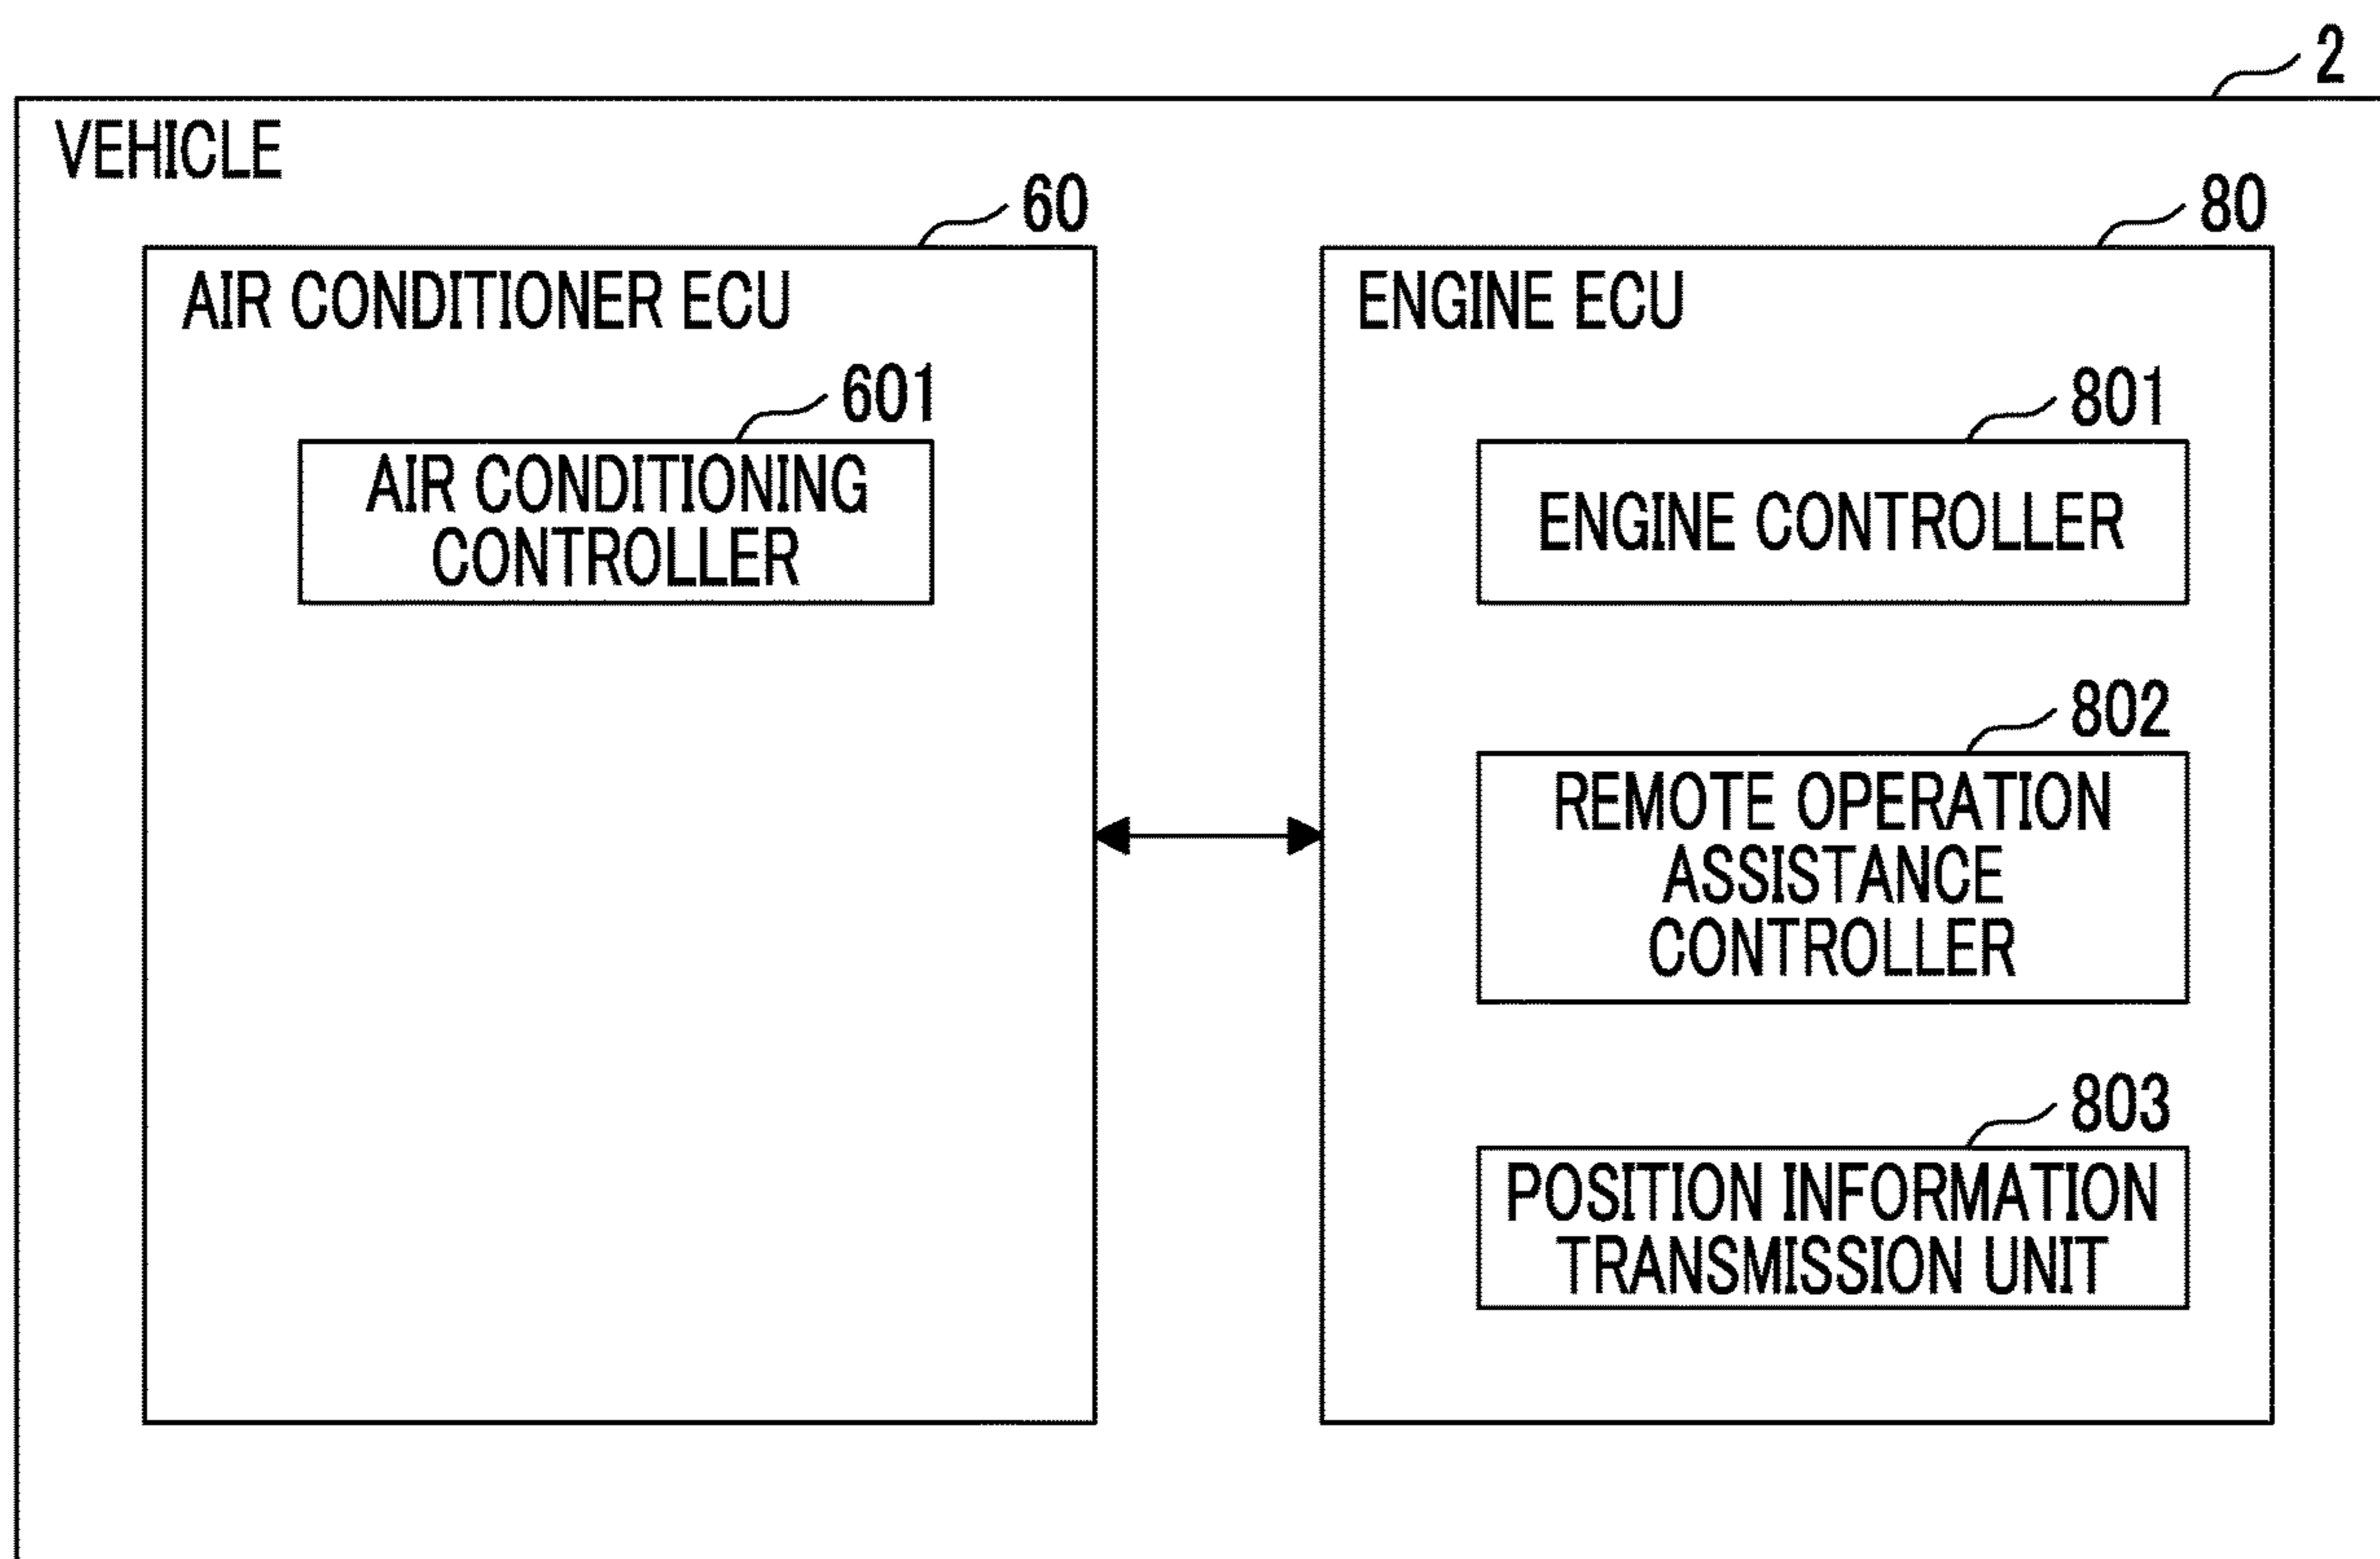 2
VEHICLE
60
AIR CONDITIONER ECU
601
AIR CONDITIONING
CONTROLLER
80
ENGINE ECU
801
ENGINE CONTROLLER
802
REMOTE OPERATION
ASSISTANCE
CONTROLLER
803
POSITION INFORMATION
TRANSMISSION UNIT